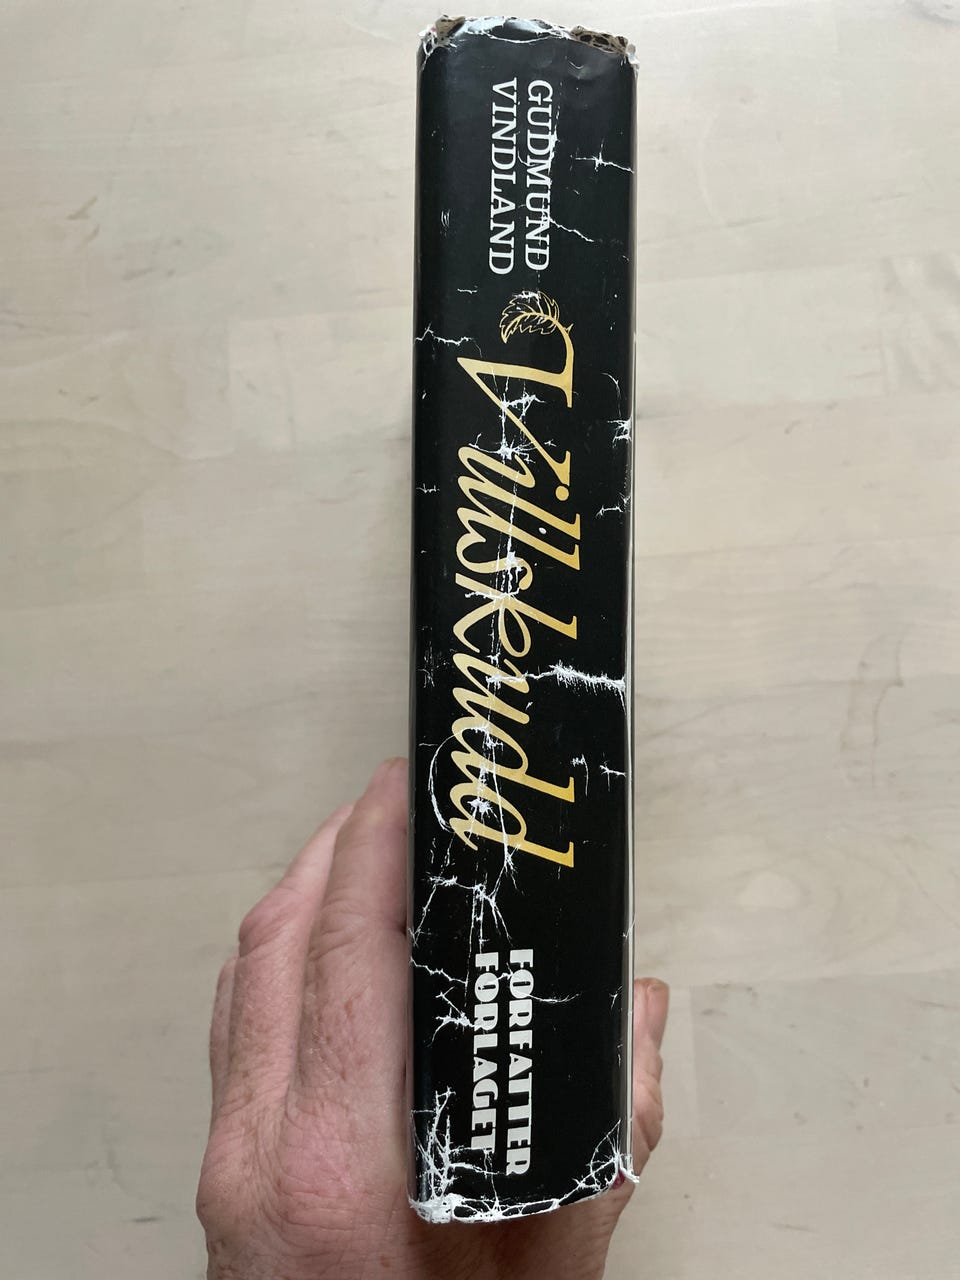 GUDMUND
VINDLAND
Villskudd
FORFATTER
FORLAGET